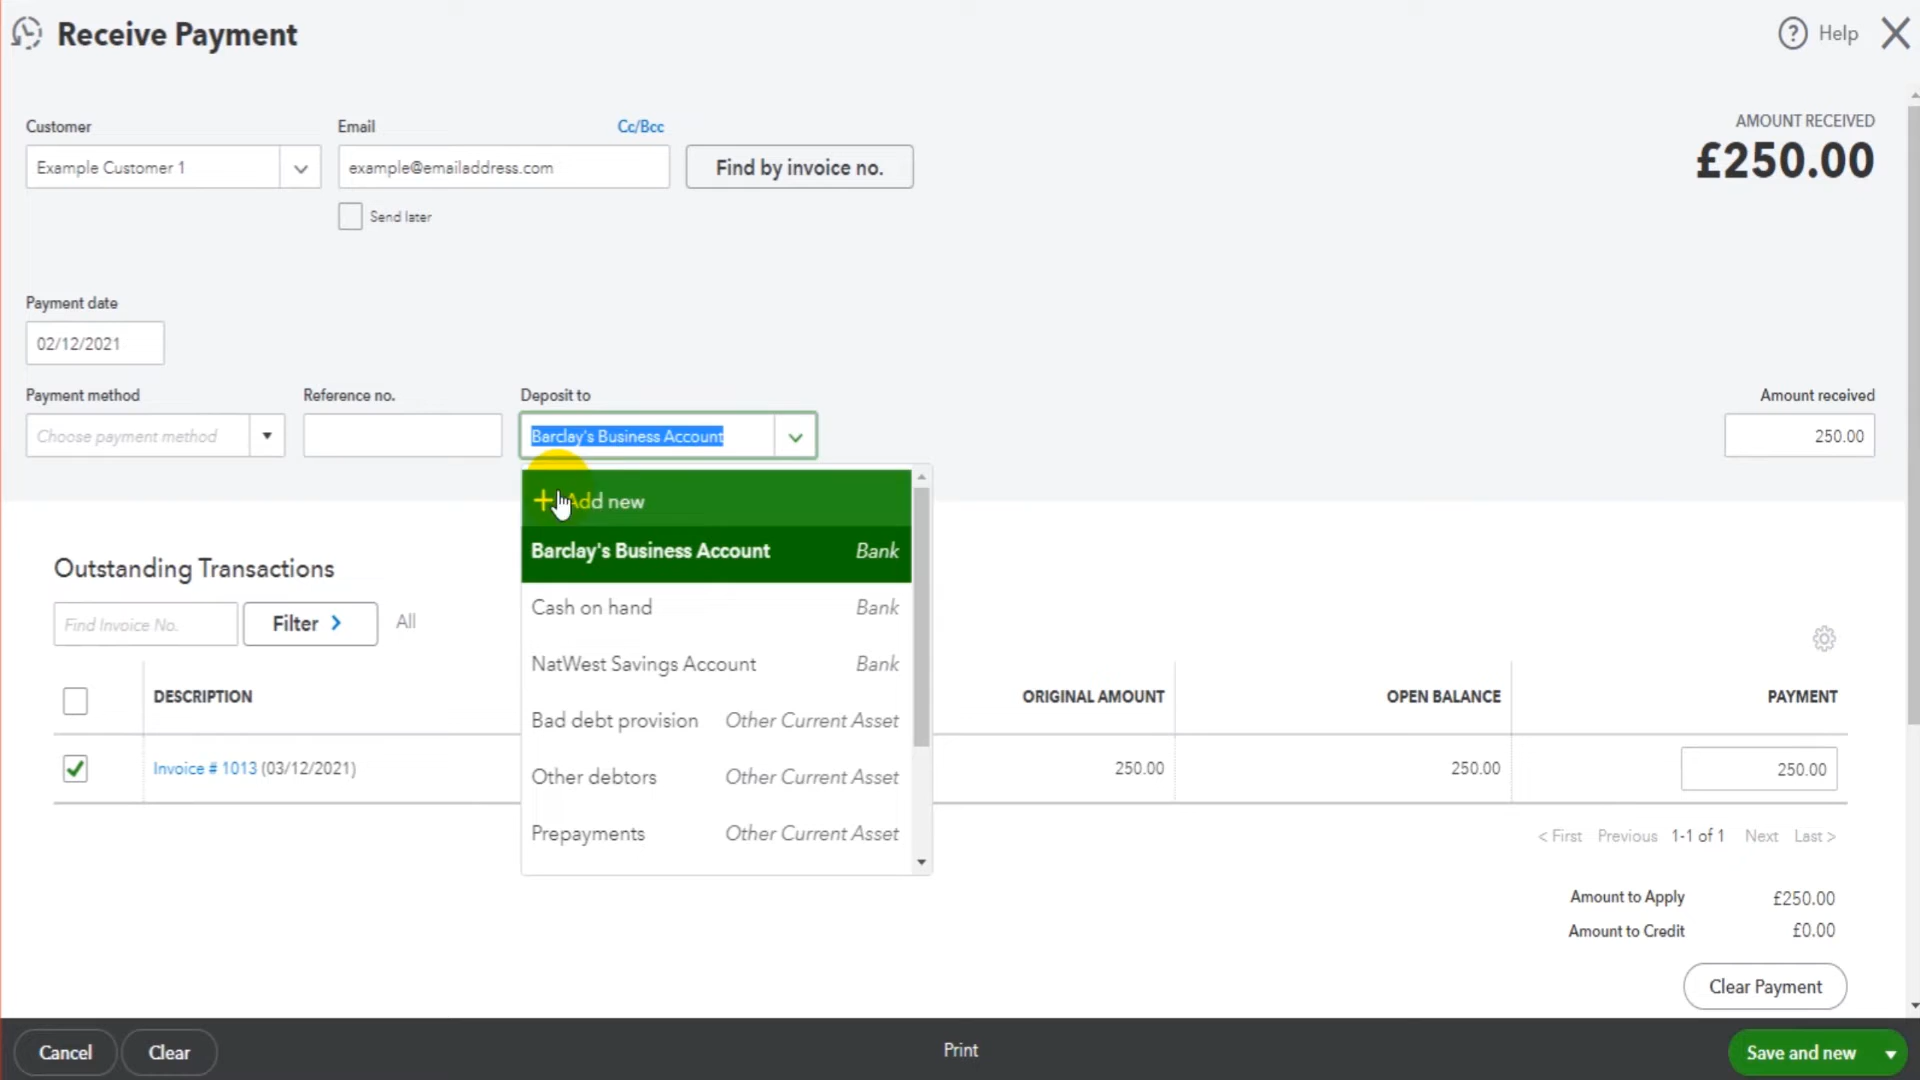 Receive Payment
? Help
Customer
Email
Cc/Bcc
AMOUNT RECEIVED
Example Customer 1
example@emailaddress.com
Find by invoice no.
£250.00
Send later
Payment date
02/12/2021
Payment method
Reference no.
Deposit to
Amount received
Choose payment method
Barclay's Business Account
250.00
+ Add new
Barclay's Business Account Bank
Cash on hand Bank
NatWest Savings Account Bank
Bad debt provision Other Current Asset
Other debtors Other Current Asset
Prepayments Other Current Asset
Outstanding Transactions
Find Invoice No.
Filter >
All
DESCRIPTION ORIGINAL AMOUNT OPEN BALANCE PAYMENT
Invoice # 1013 (03/12/2021) 250.00 250.00 250.00
< First Previous 1-1 of 1 Next Last >
Amount to Apply £250.00
Amount to Credit £0.00
Clear Payment
Cancel
Clear
Print
Save and new